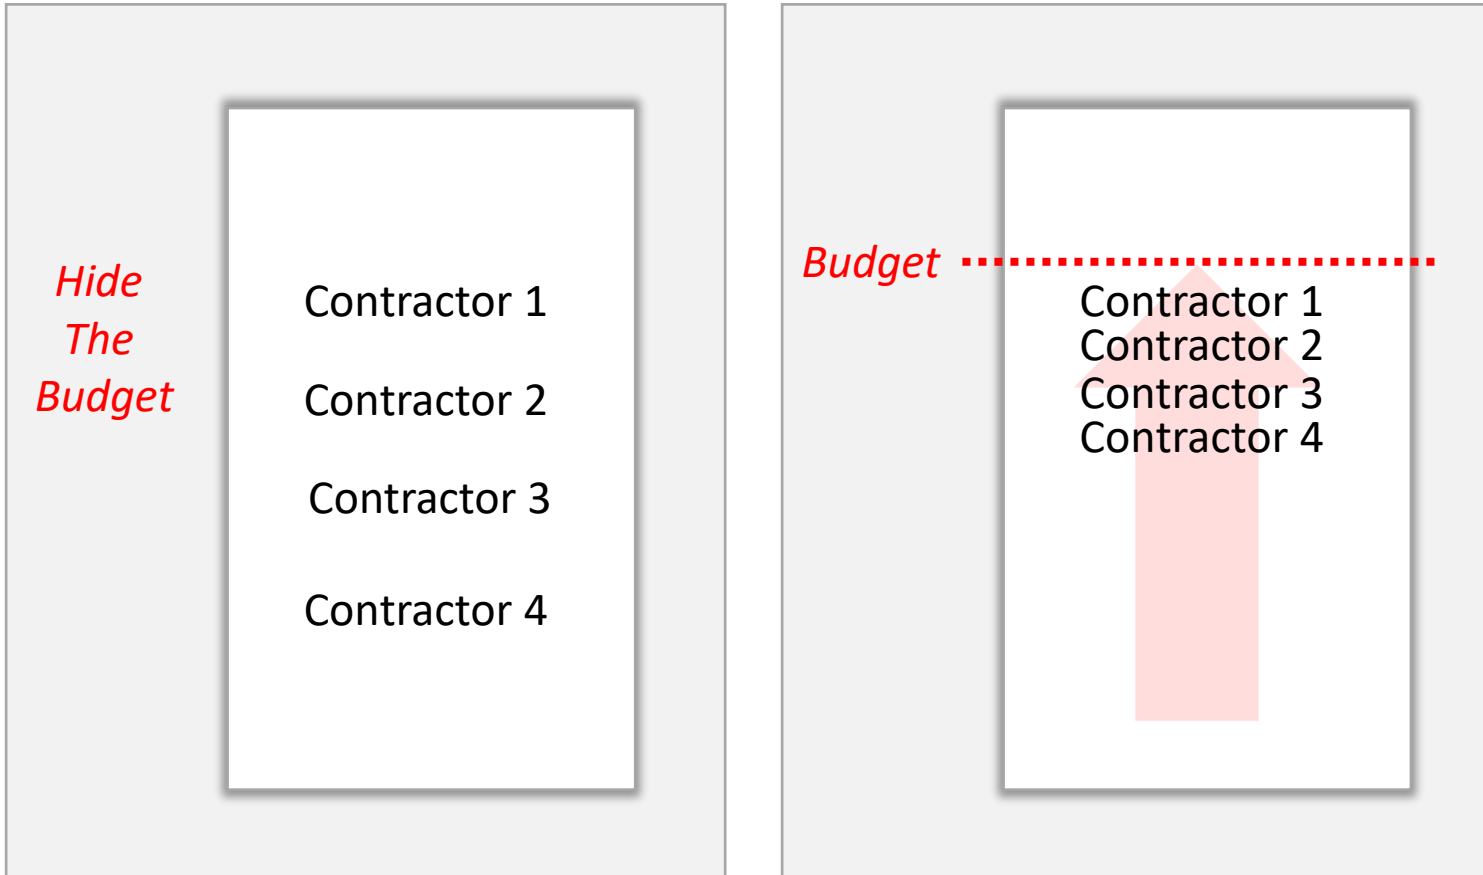 Hide
The
Budget
Contractor 1
Contractor 2
Contractor 3
Contractor 4
Budget
Contractor 1
Contractor 2
Contractor 3
Contractor 4